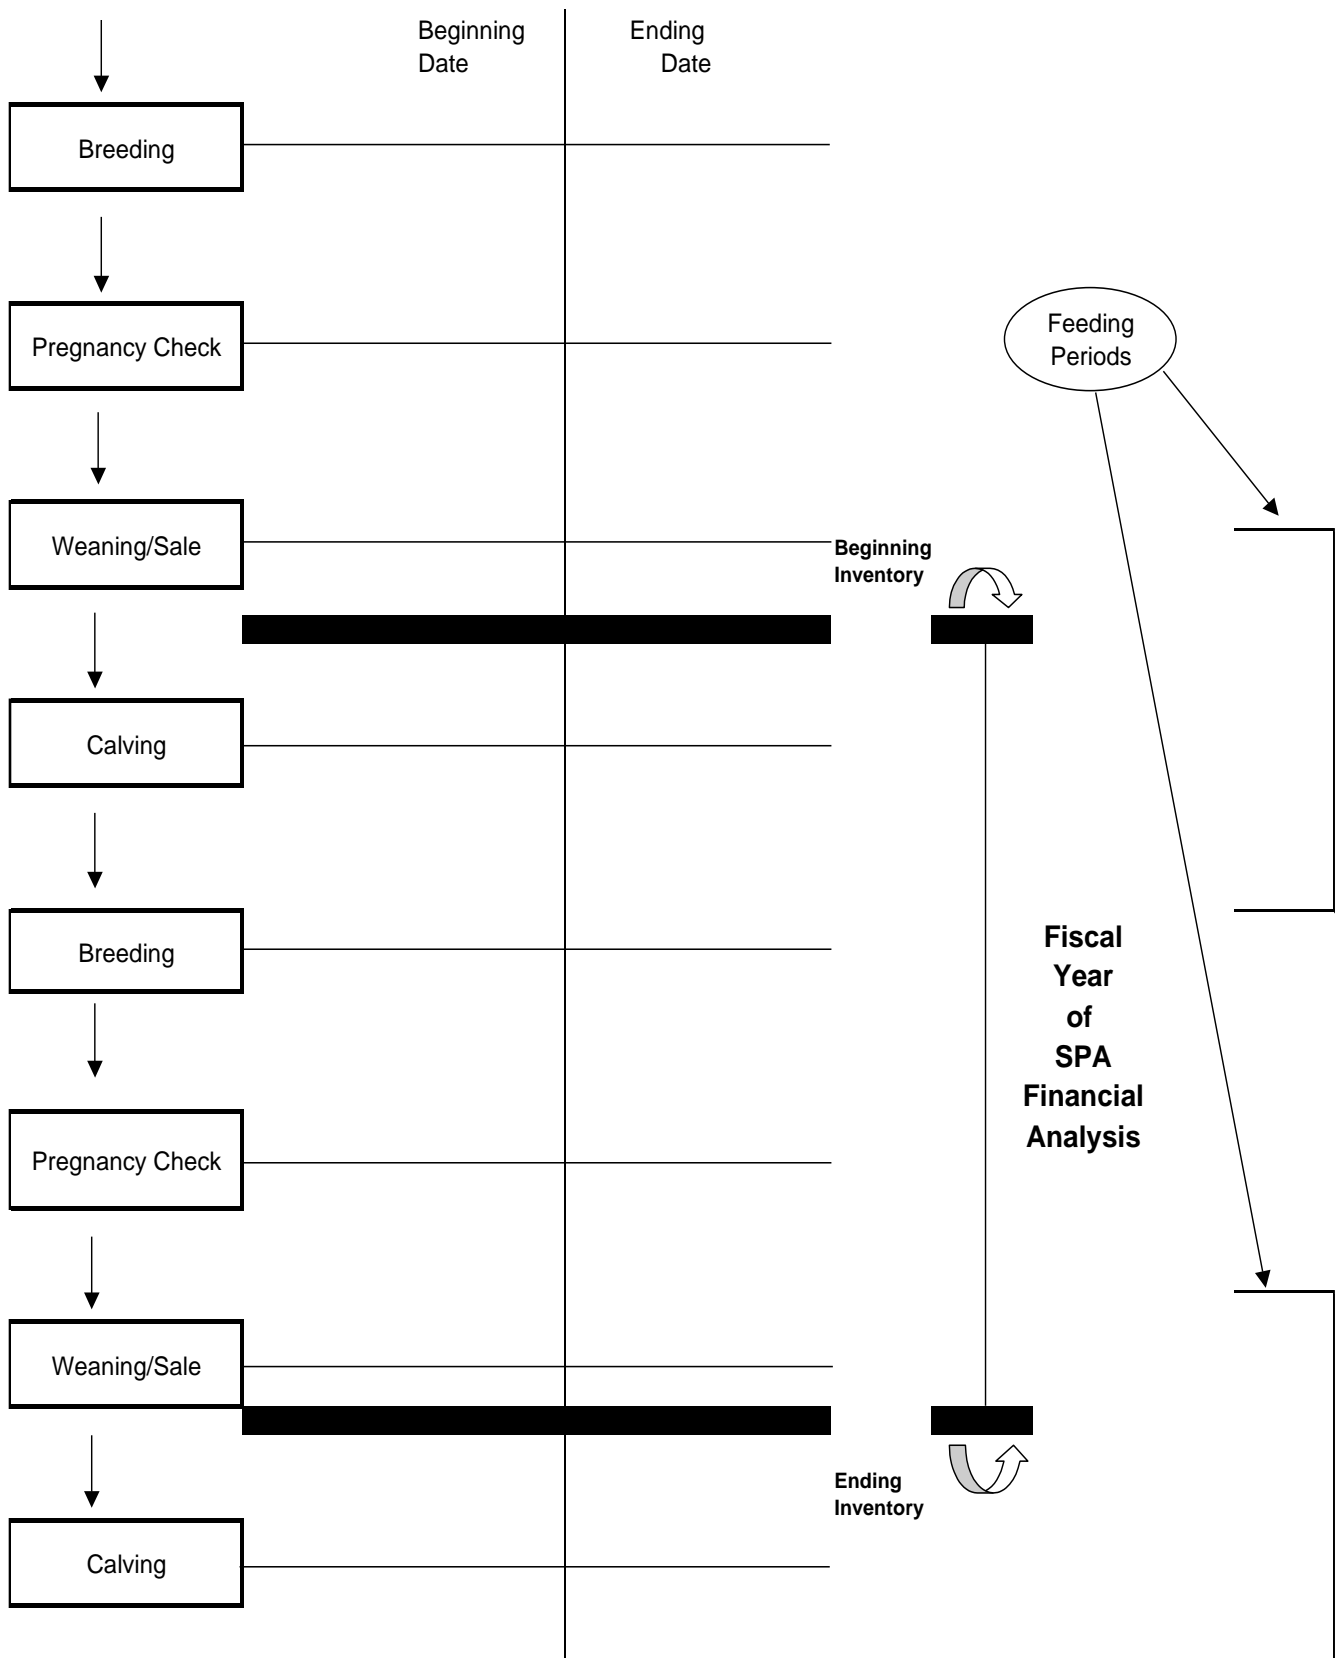 Beginning Ending
Date Date
Breeding
Pregnancy Check
Feeding
Periods
Weaning/Sale
Beginning
Inventory
Calving
Breeding
Fiscal
Year
of
SPA
Financial
Analysis
Pregnancy Check
Weaning/Sale
Ending
Inventory
Calving